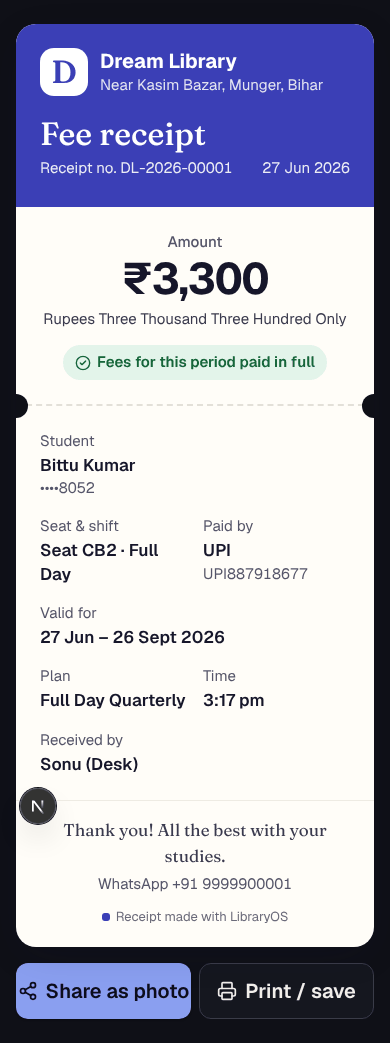 D
Dream Library
Near Kasim Bazar, Munger, Bihar
Fee receipt
Receipt no. DL-2026-00001 27 Jun 2026
Amount
₹3,300
Rupees Three Thousand Three Hundred Only
Fees for this period paid in full
Student
Bittu Kumar
••••8052
Seat & shift
Seat CB2 · Full
Day
Paid by
UPI
UPI887918677
Valid for
27 Jun – 26 Sept 2026
Plan
Full Day Quarterly
Time
3:17 pm
Received by
Sonu (Desk)
N
Thank you! All the best with your
studies.
WhatsApp +91 9999900001
Receipt made with LibraryOS
Share as photo
Print / save